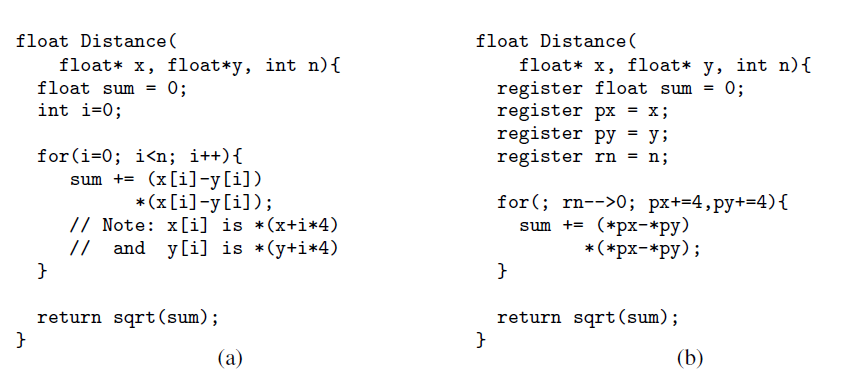 float Distance(
    float* x, float*y, int n){
  float sum = 0;
  int i=0;

  for(i=0; i<n; i++){
     sum += (x[i]-y[i])
           *(x[i]-y[i]);
     // Note: x[i] is *(x+i*4)
     //  and  y[i] is *(y+i*4)
  }

  return sqrt(sum);
}
(a)
float Distance(
    float* x, float* y, int n){
  register float sum = 0;
  register px = x;
  register py = y;
  register rn = n;

  for(; rn-->0; px+=4,py+=4){
    sum += (*px-*py)
          *(*px-*py);
  }

  return sqrt(sum);
}
(b)